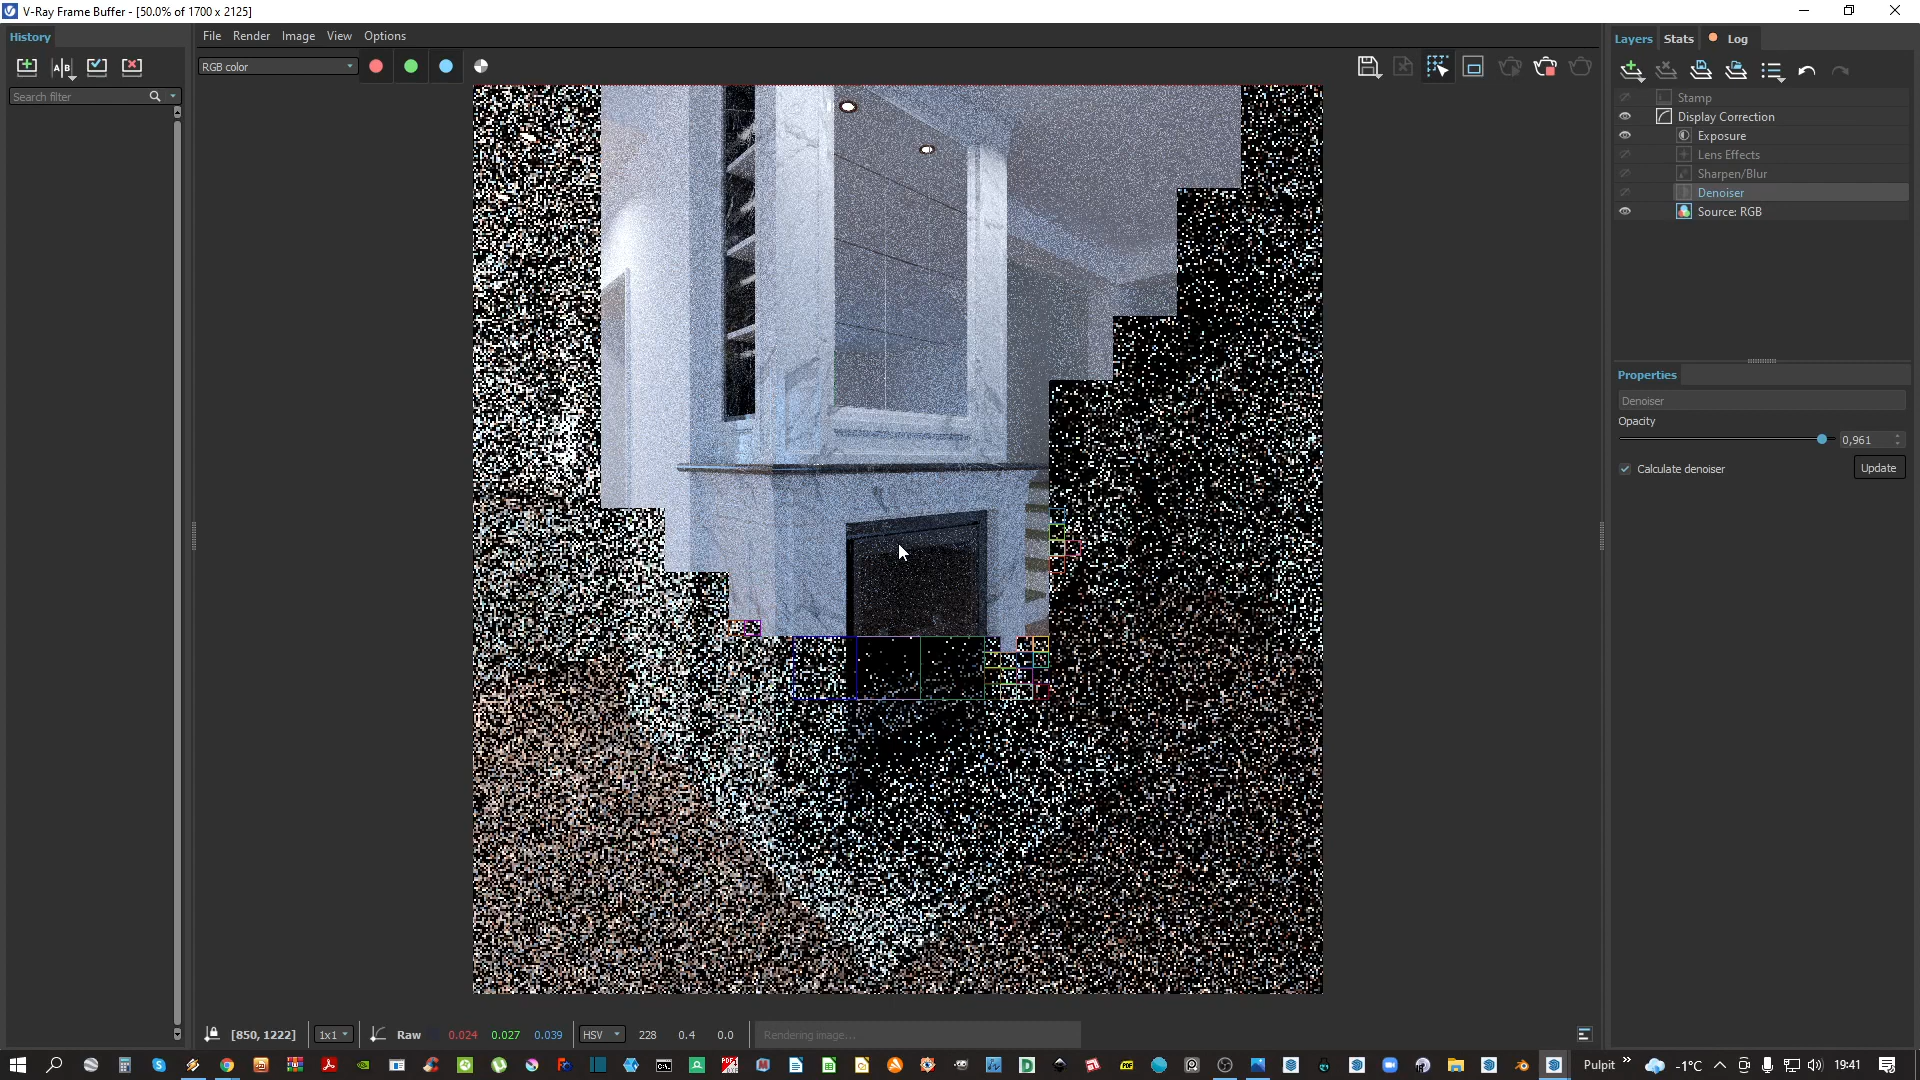 V-Ray Frame Buffer - [50.0% of 1700 x 2125]
History
File Render Image View Options
Layers Stats Log
RGB color
Search filter
Stamp
Display Correction
Exposure
Lens Effects
Sharpen/Blur
Denoiser
Source: RGB
Properties
Denoiser
Opacity
0,961
Calculate denoiser Update
[850, 1222] 1x1 Raw 0.024 0.027 0.039 HSV 228 0.4 0.0 Rendering image...
Pulpit -1°C 19:41